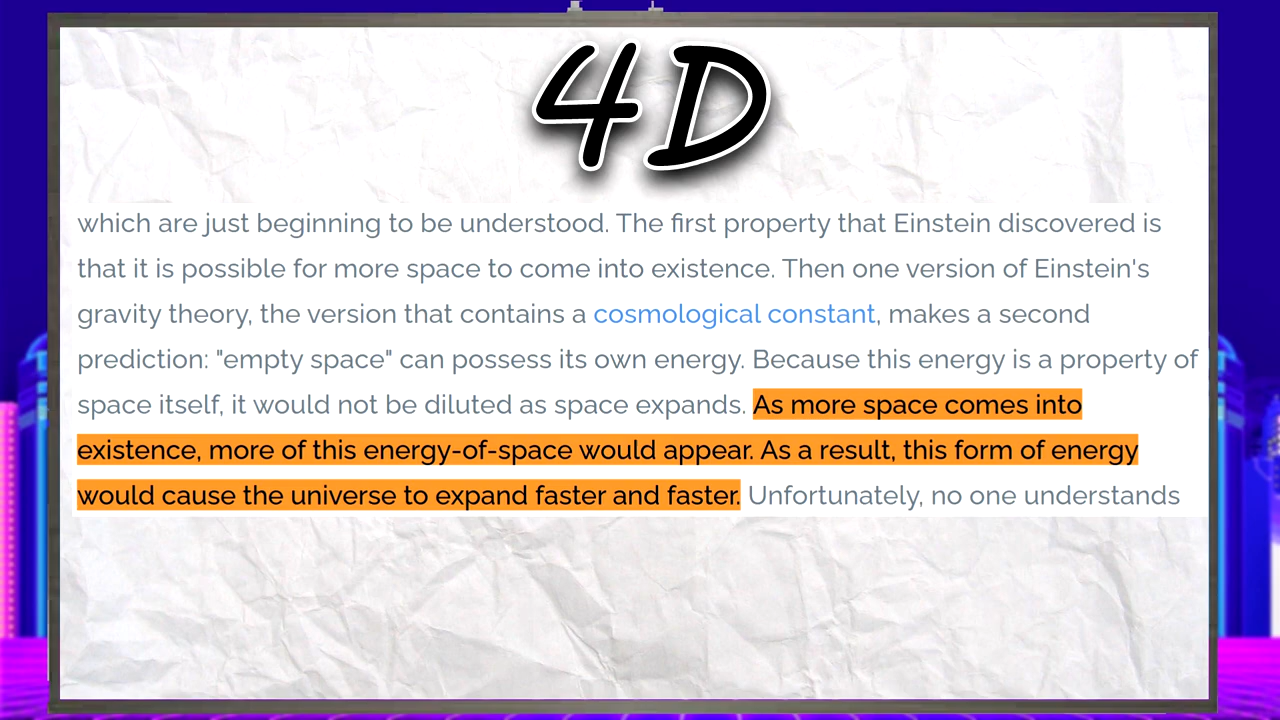 4D
which are just beginning to be understood. The first property that Einstein discovered is
that it is possible for more space to come into existence. Then one version of Einstein's
gravity theory, the version that contains a cosmological constant, makes a second
prediction: "empty space" can possess its own energy. Because this energy is a property of
space itself, it would not be diluted as space expands. As more space comes into
existence, more of this energy-of-space would appear. As a result, this form of energy
would cause the universe to expand faster and faster. Unfortunately, no one understands